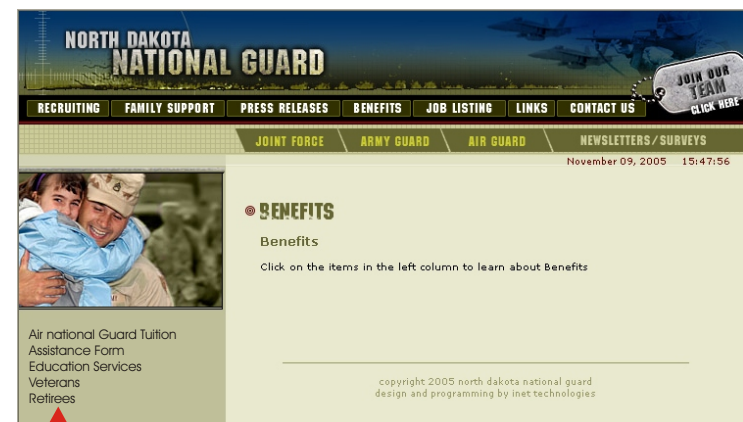 NORTH DAKOTA
NATIONAL GUARD
JOIN OUR
TEAM
CLICK HERE
RECRUITING FAMILY SUPPORT PRESS RELEASES BENEFITS JOB LISTING LINKS CONTACT US
JOINT FORCE ARMY GUARD AIR GUARD NEWSLETTERS/SURVEYS
November 09, 2005 15:47:56
BENEFITS
Benefits
Click on the items in the left column to learn about Benefits
Air national Guard Tuition
Assistance Form
Education Services
Veterans
Retirees
copyright 2005 north dakota national guard
design and programming by inet technologies